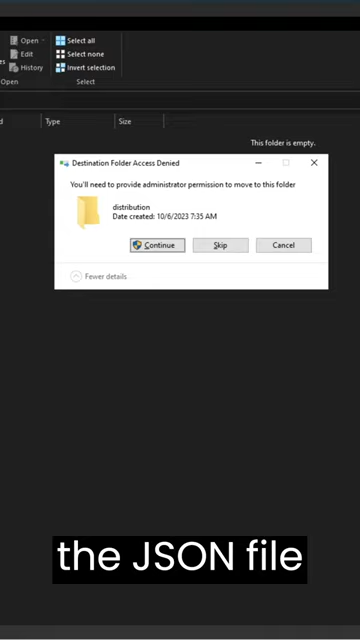 Open
Edit
History
Open
Select all
Select none
Invert selection
Select
Type
Size
This folder is empty.
Destination Folder Access Denied
You'll need to provide administrator permission to move to this folder
distribution
Date created: 10/6/2023 7:35 AM
Continue
Skip
Cancel
Fewer details
the JSON file